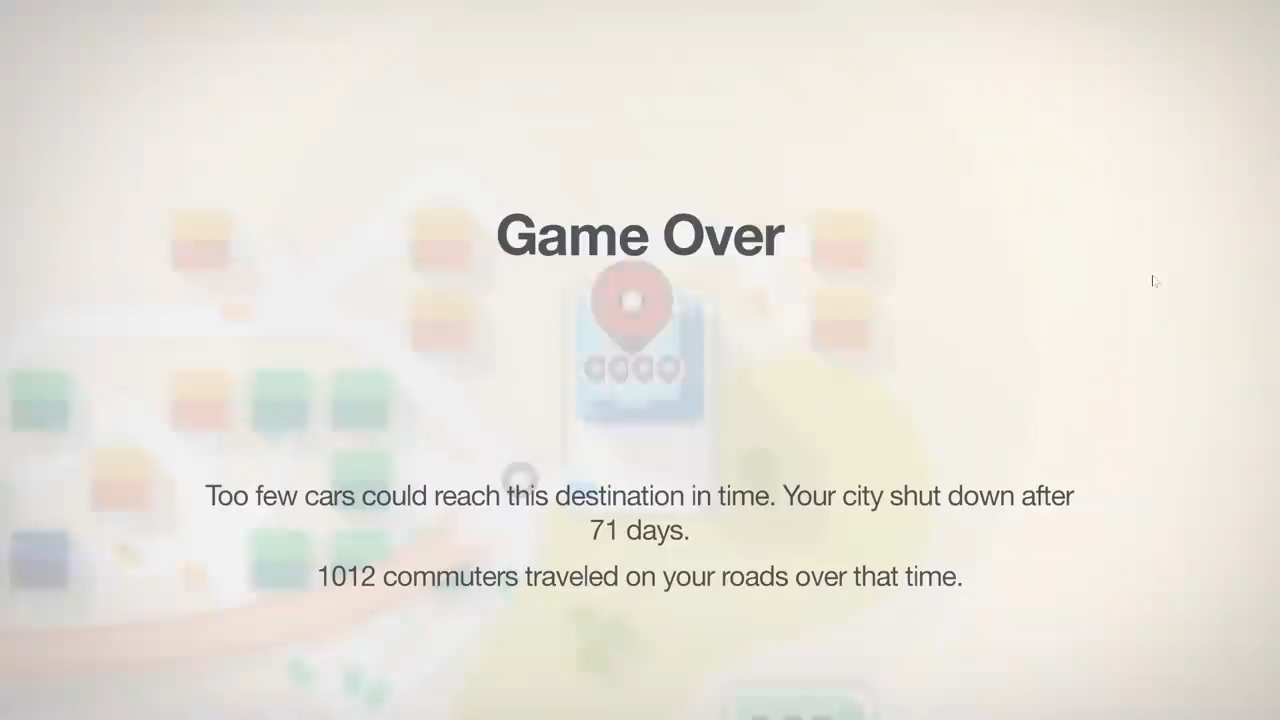 Game Over
Too few cars could reach this destination in time. Your city shut down after
71 days.
1012 commuters traveled on your roads over that time.